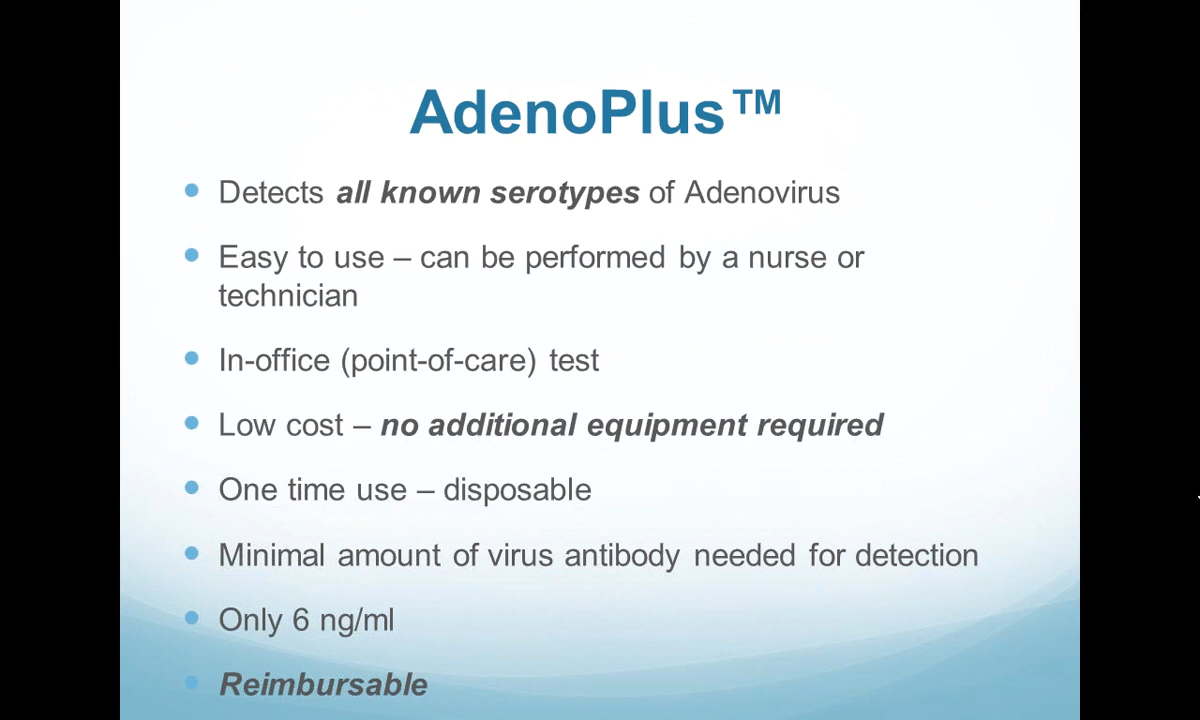 AdenoPlus™
• Detects all known serotypes of Adenovirus
• Easy to use – can be performed by a nurse or
technician
• In-office (point-of-care) test
• Low cost – no additional equipment required
• One time use – disposable
• Minimal amount of virus antibody needed for detection
• Only 6 ng/ml
• Reimbursable